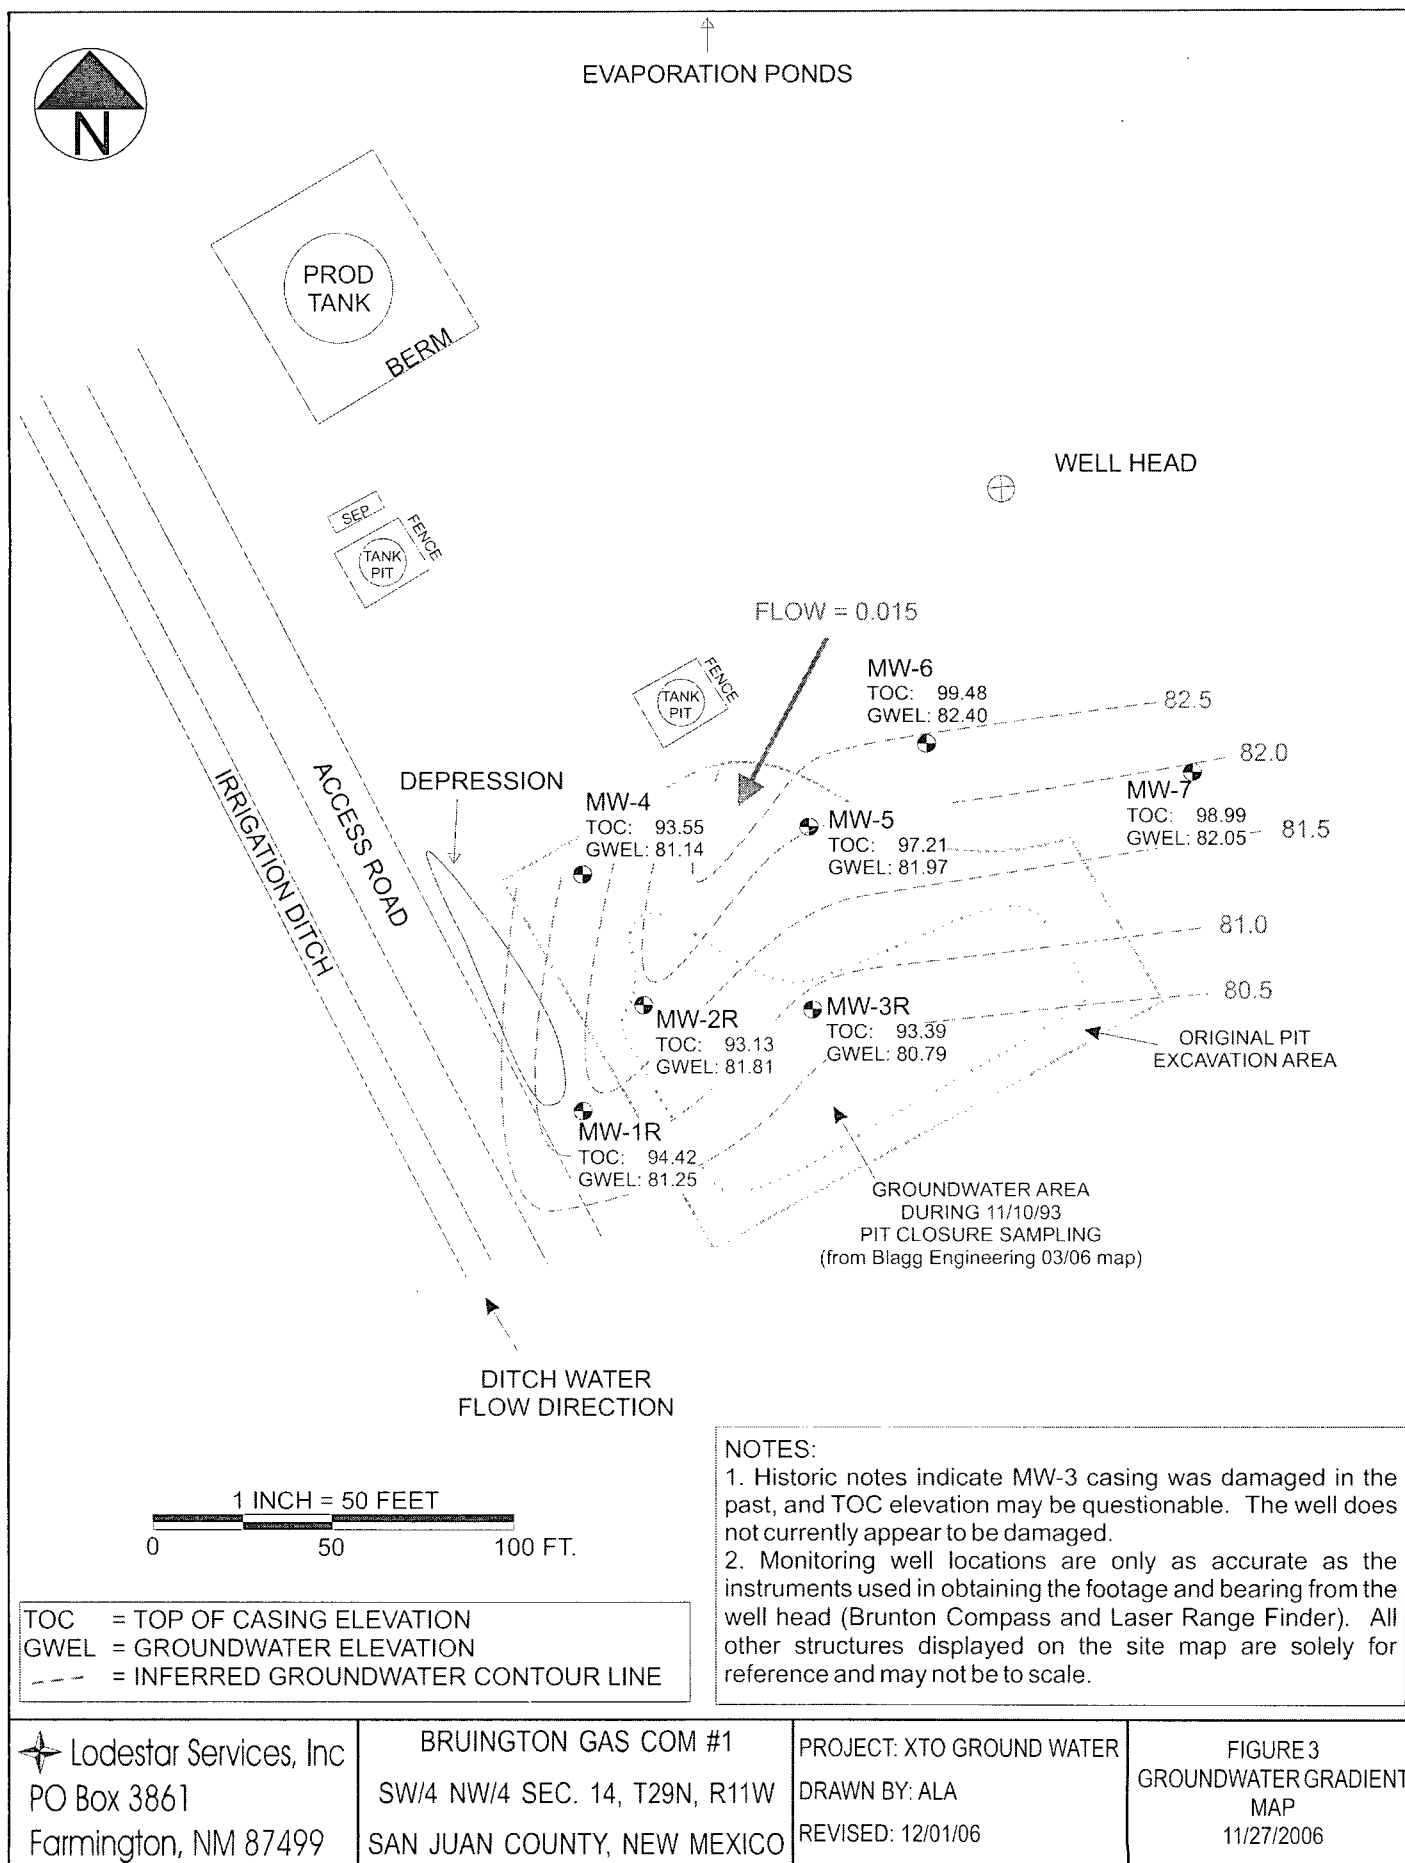 EVAPORATION PONDS
N
PROD
TANK
BERM
WELL HEAD
SEP
FENCE
TANK
PIT
FLOW = 0.015
FENCE
TANK
PIT
MW-6
TOC: 99.48
GWEL: 82.40
82.5
82.0
MW-7
TOC: 98.99
GWEL: 82.05
81.5
IRRIGATION DITCH
ACCESS ROAD
DEPRESSION
MW-4
TOC: 93.55
GWEL: 81.14
MW-5
TOC: 97.21
GWEL: 81.97
81.0
80.5
MW-2R
TOC: 93.13
GWEL: 81.81
MW-3R
TOC: 93.39
GWEL: 80.79
ORIGINAL PIT
EXCAVATION AREA
MW-1R
TOC: 94.42
GWEL: 81.25
GROUNDWATER AREA
DURING 11/10/93
PIT CLOSURE SAMPLING
(from Blagg Engineering 03/06 map)
DITCH WATER
FLOW DIRECTION
1 INCH = 50 FEET
0 50 100 FT.
TOC = TOP OF CASING ELEVATION
GWEL = GROUNDWATER ELEVATION
= INFERRED GROUNDWATER CONTOUR LINE
NOTES:
1. Historic notes indicate MW-3 casing was damaged in the
past, and TOC elevation may be questionable. The well does
not currently appear to be damaged.
2. Monitoring well locations are only as accurate as the
instruments used in obtaining the footage and bearing from the
well head (Brunton Compass and Laser Range Finder). All
other structures displayed on the site map are solely for
reference and may not be to scale.
Lodestar Services, Inc
PO Box 3861
Farmington, NM 87499
BRUINGTON GAS COM #1
SW/4 NW/4 SEC. 14, T29N, R11W
SAN JUAN COUNTY, NEW MEXICO
PROJECT: XTO GROUND WATER
DRAWN BY: ALA
REVISED: 12/01/06
FIGURE 3
GROUNDWATER GRADIENT
MAP
11/27/2006